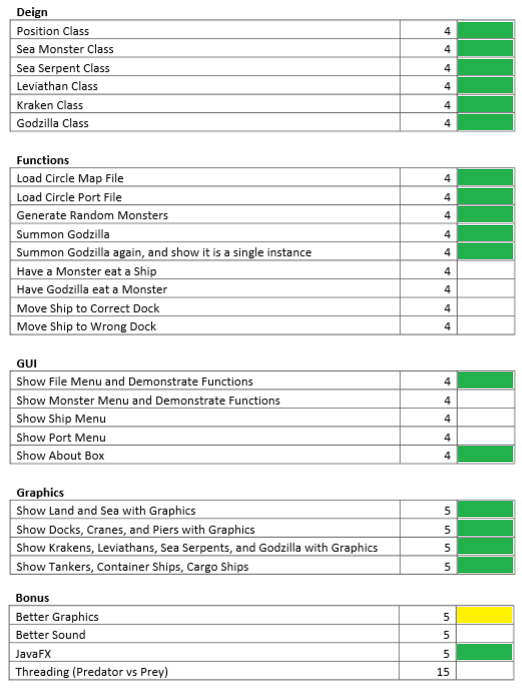 Deign
Position Class 4
Sea Monster Class 4
Sea Serpent Class 4
Leviathan Class 4
Kraken Class 4
Godzilla Class 4
Functions
Load Circle Map File 4
Load Circle Port File 4
Generate Random Monsters 4
Summon Godzilla 4
Summon Godzilla again, and show it is a single instance 4
Have a Monster eat a Ship 4
Have Godzilla eat a Monster 4
Move Ship to Correct Dock 4
Move Ship to Wrong Dock 4
GUI
Show File Menu and Demonstrate Functions 4
Show Monster Menu and Demonstrate Functions 4
Show Ship Menu 4
Show Port Menu 4
Show About Box 4
Graphics
Show Land and Sea with Graphics 5
Show Docks, Cranes, and Piers with Graphics 5
Show Krakens, Leviathans, Sea Serpents, and Godzilla with Graphics 5
Show Tankers, Container Ships, Cargo Ships 5
Bonus
Better Graphics 5
Better Sound 5
JavaFX 5
Threading (Predator vs Prey) 15